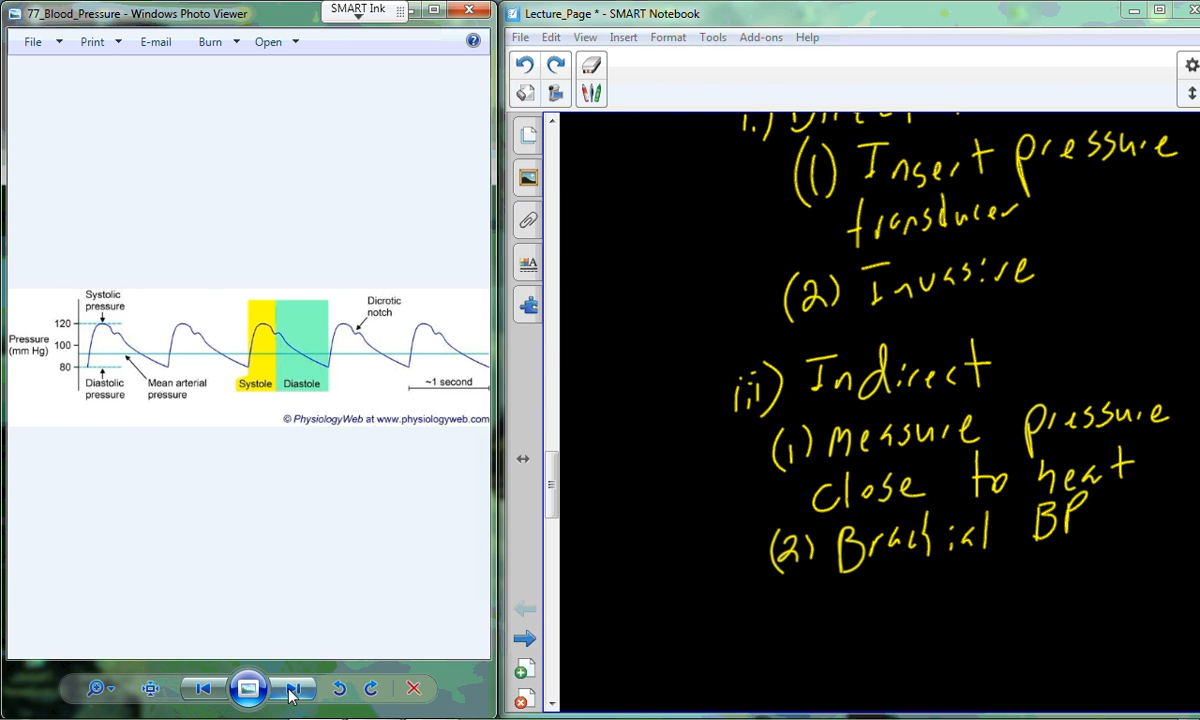 77_Blood_Pressure - Windows Photo Viewer
SMART Ink
File Print E-mail Burn Open
Systolic
pressure
Dicrotic
notch
120
100
80
Pressure
(mm Hg)
Diastolic
pressure
Mean arterial
pressure
Systole
Diastole
~1 second
© PhysiologyWeb at www.physiologyweb.com
Lecture_Page * - SMART Notebook
File Edit View Insert Format Tools Add-ons Help
(1) Insert pressure
transducer
(2) Invasive
iii) Indirect
(1) Measure pressure
close to heat
(2) Brachial BP